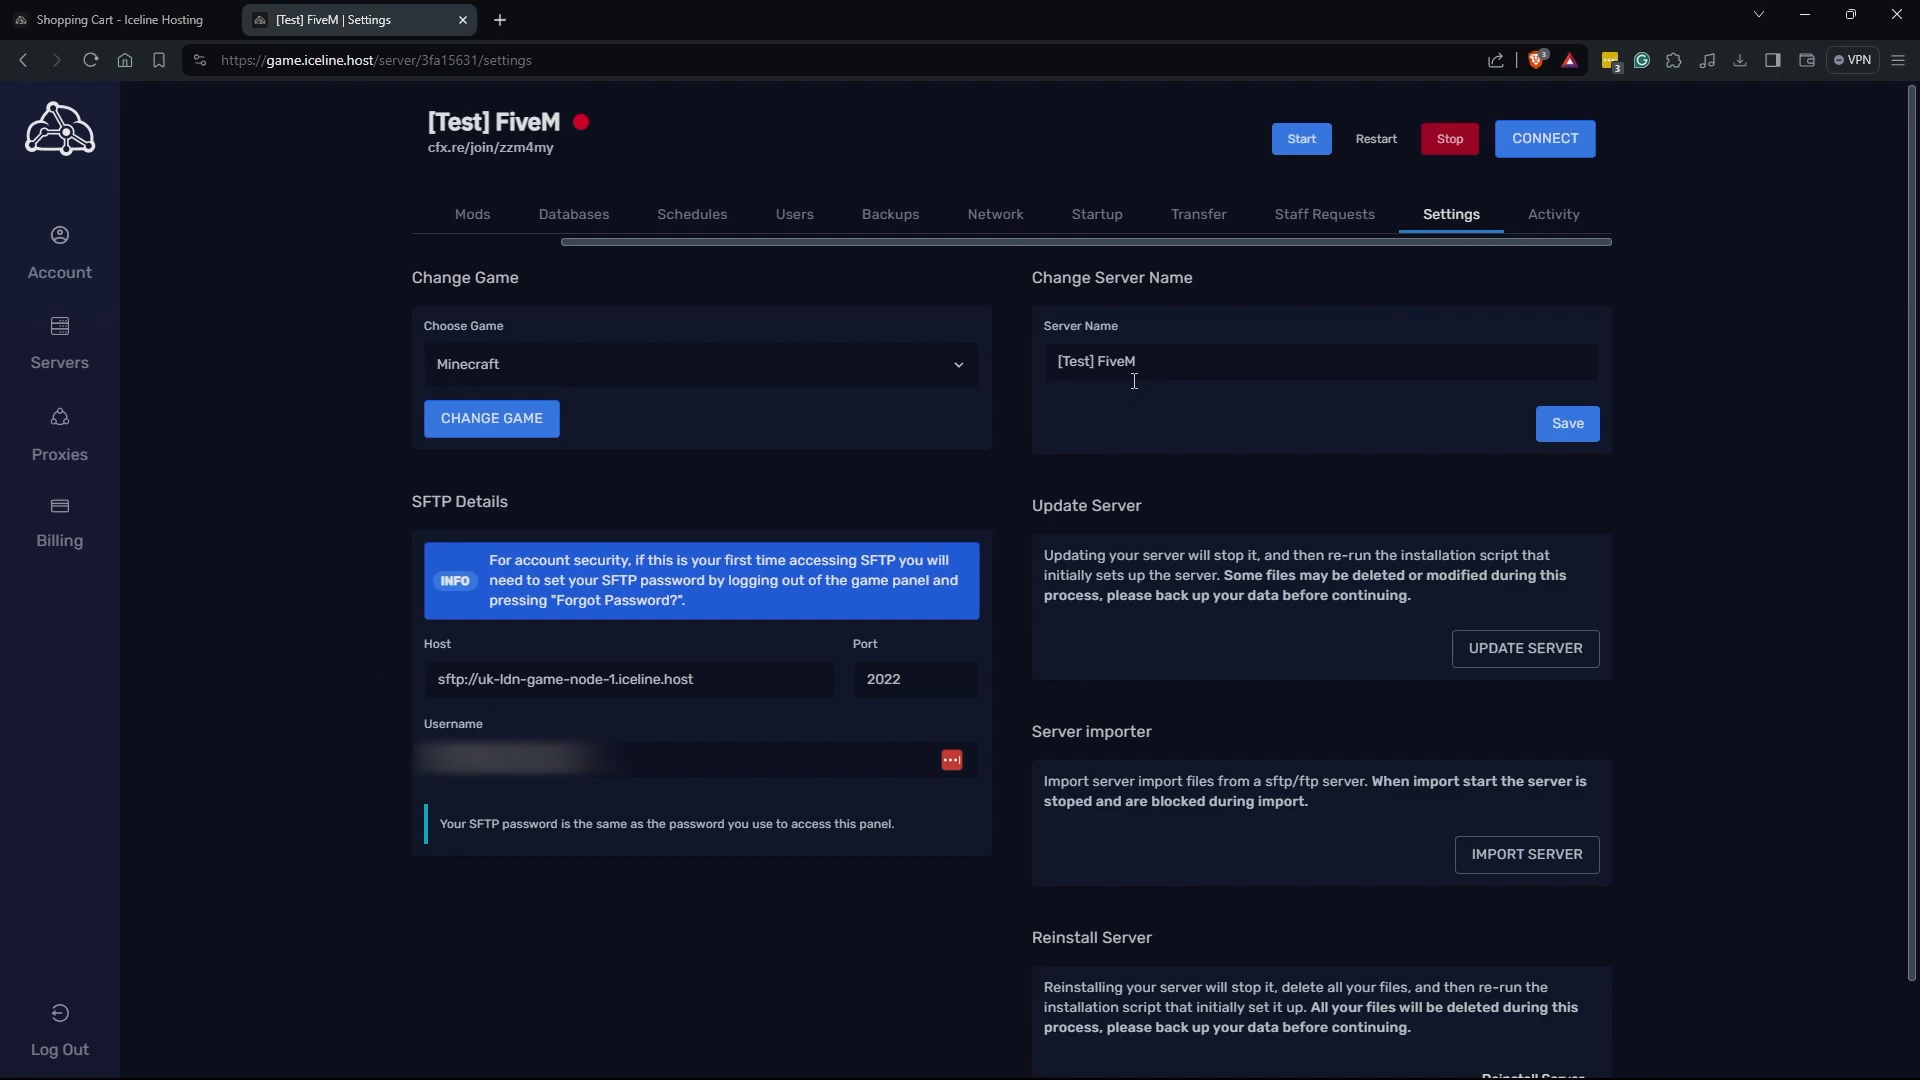 Shopping Cart - Iceline Hosting
[Test] FiveM | Settings
https://game.iceline.host/server/3fa15631/settings
3
3
VPN
[Test] FiveM
cfx.re/join/zzm4my
Start
Restart
Stop
CONNECT
Mods
Databases
Schedules
Users
Backups
Network
Startup
Transfer
Staff Requests
Settings
Activity
Account
Servers
Proxies
Billing
Log Out
Change Game
Choose Game
Minecraft
CHANGE GAME
SFTP Details
INFO
For account security, if this is your first time accessing SFTP you will
need to set your SFTP password by logging out of the game panel and
pressing "Forgot Password?".
Host
Port
sftp://uk-ldn-game-node-1.iceline.host
2022
Username
Your SFTP password is the same as the password you use to access this panel.
Change Server Name
Server Name
[Test] FiveM
Save
Update Server
Updating your server will stop it, and then re-run the installation script that
initially sets up the server. Some files may be deleted or modified during this
process, please back up your data before continuing.
UPDATE SERVER
Server importer
Import server import files from a sftp/ftp server. When import start the server is
stoped and are blocked during import.
IMPORT SERVER
Reinstall Server
Reinstalling your server will stop it, delete all your files, and then re-run the
installation script that initially set it up. All your files will be deleted during this
process, please back up your data before continuing.
Reinstall Server